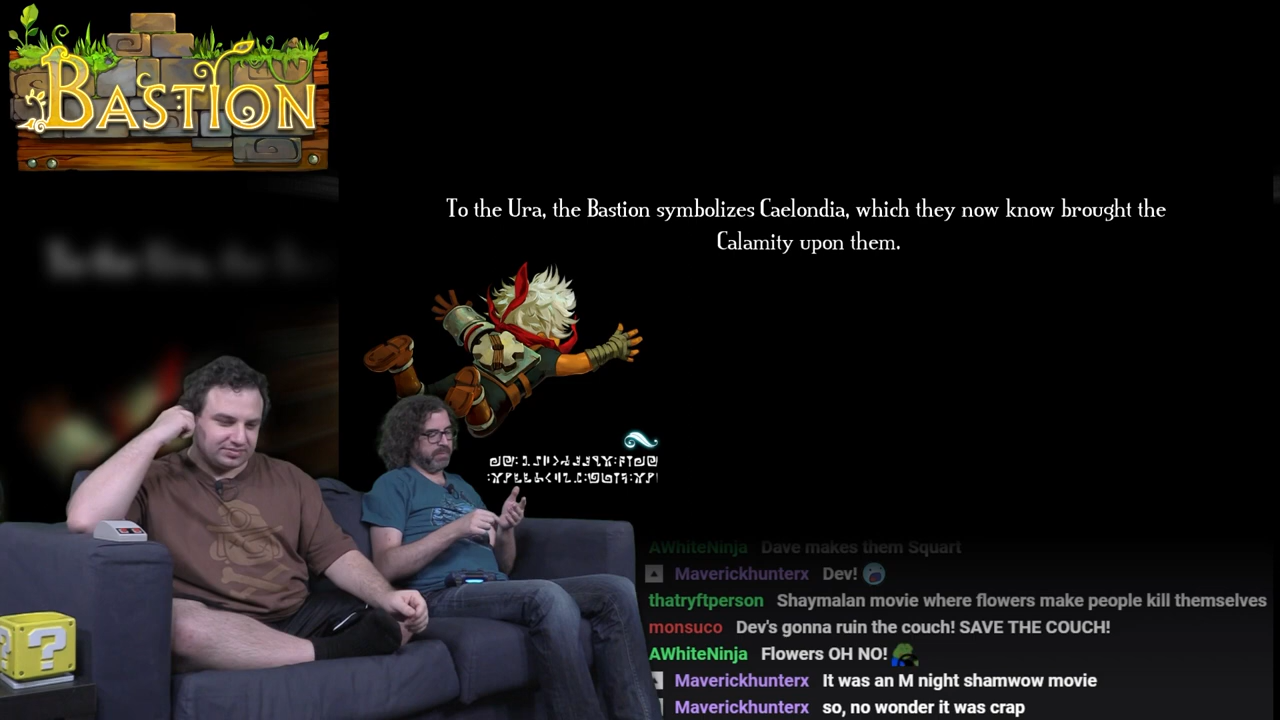 BASTION
To the Ura, the Bastion symbolizes Caelondia, which they now know brought the
Calamity upon them.
AWhiteNinja Dave makes them Squart
Maverickhunterx Dev!
thatryftperson Shaymalan movie where flowers make people kill themselves
monsuco Dev's gonna ruin the couch! SAVE THE COUCH!
AWhiteNinja Flowers OH NO!
Maverickhunterx It was an M night shamwow movie
Maverickhunterx so, no wonder it was crap
?